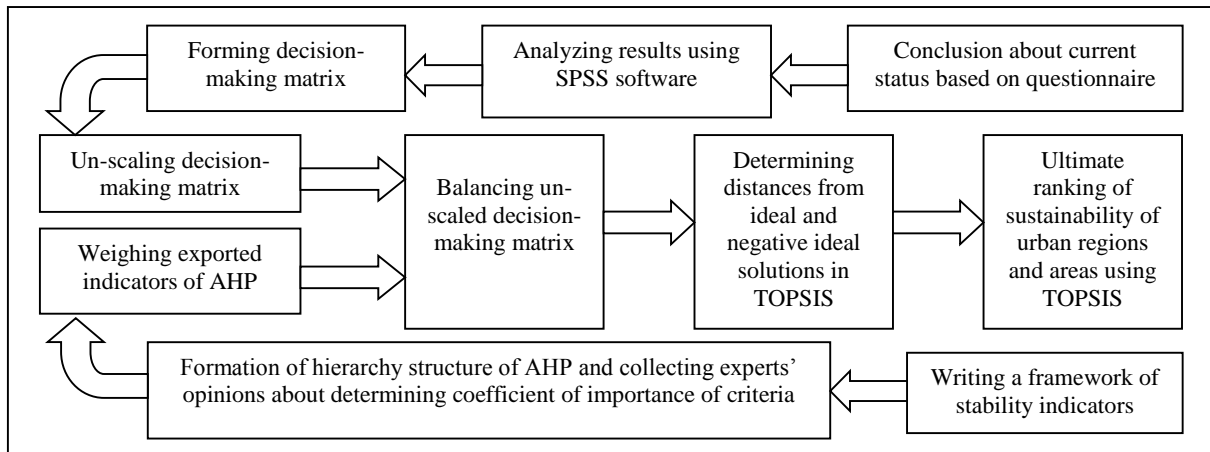 Forming decision-
making matrix
Analyzing results using
SPSS software
Conclusion about current
status based on questionnaire
Un-scaling decision-
making matrix
Balancing un-
scaled decision-
making matrix
Determining
distances from
ideal and
negative ideal
solutions in
TOPSIS
Ultimate
ranking of
sustainability of
urban regions
and areas using
TOPSIS
Weighing exported
indicators of AHP
Formation of hierarchy structure of AHP and collecting experts’
opinions about determining coefficient of importance of criteria
Writing a framework of
stability indicators